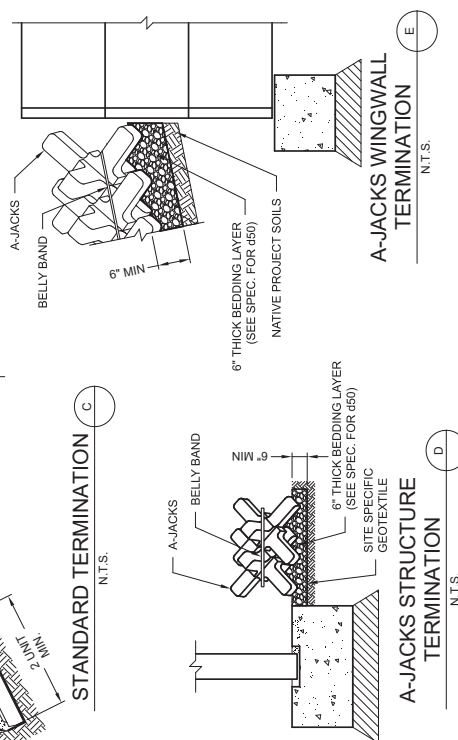 2 UNIT
MIN.
STANDARD TERMINATION
N.T.S.
C
A-JACKS
BELLY BAND
6" MIN
6" THICK BEDDING LAYER
(SEE SPEC. FOR d50)
SITE SPECIFIC
GEOTEXTILE
A-JACKS STRUCTURE
TERMINATION
N.T.S.
D
A-JACKS
BELLY BAND
6" MIN
6" THICK BEDDING LAYER
(SEE SPEC. FOR d50)
NATIVE PROJECT SOILS
A-JACKS WINGWALL
TERMINATION
N.T.S.
E